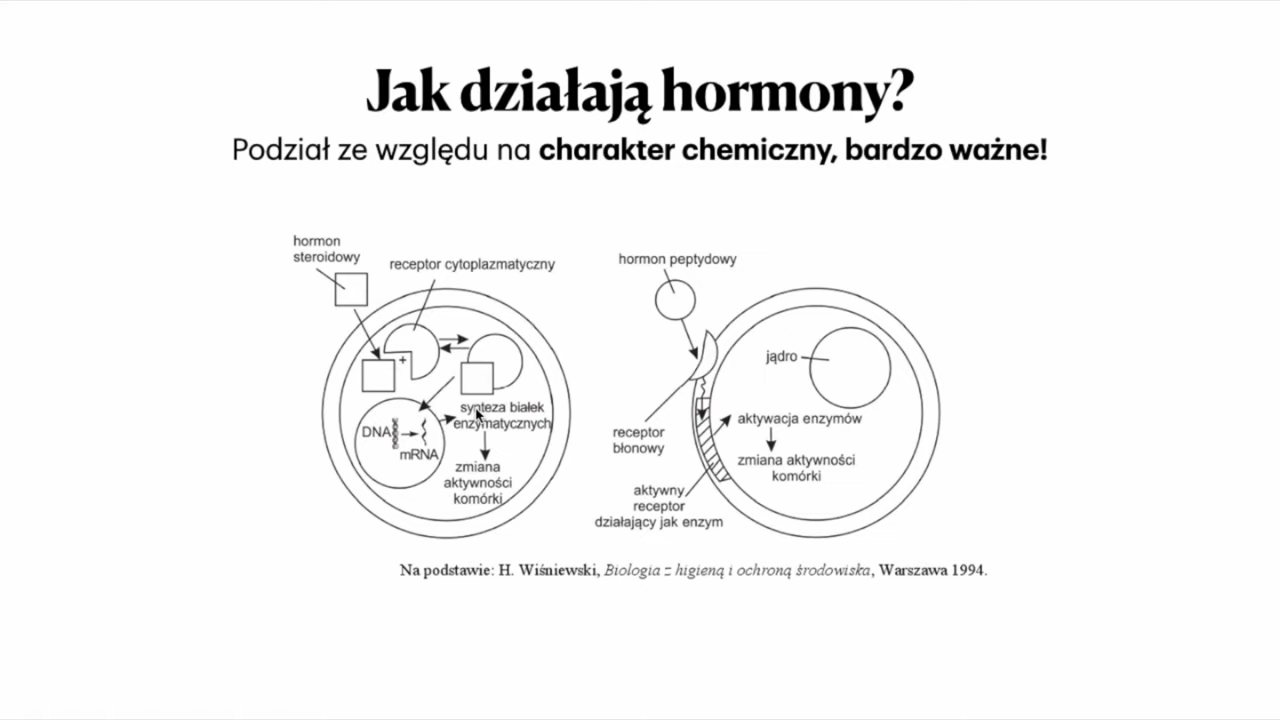 Jak działają hormony?
Podział ze względu na charakter chemiczny, bardzo ważne!
hormon
steroidowy
receptor cytoplazmatyczny
+
DNA
mRNA
synteza białek
enzymatycznych
zmiana
aktywności
komórki
hormon peptydowy
jądro
receptor
błonowy
aktywacja enzymów
zmiana aktywności
komórki
aktywny
receptor
działający jak enzym
Na podstawie: H. Wiśniewski, Biologia z higieną i ochroną środowiska, Warszawa 1994.